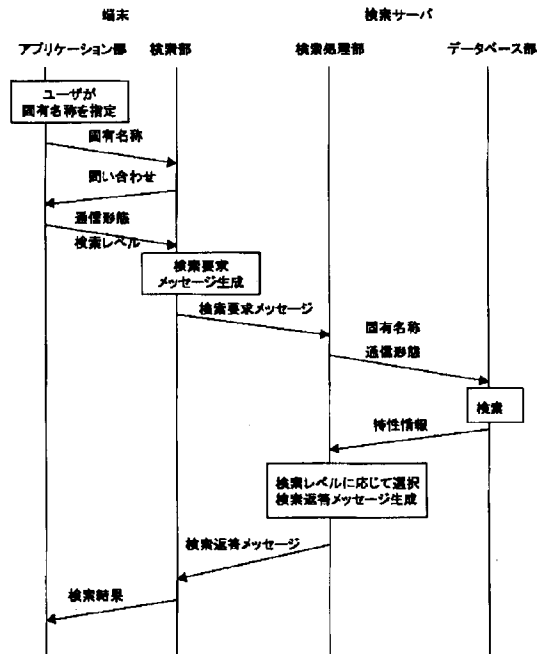 端末
検索サーバ
アプリケーション部
検索部
検索処理部
データベース部
ユーザが
固有名称を指定
固有名称
問い合わせ
通信形態
検索レベル
検索要求
メッセージ生成
検索要求メッセージ
固有名称
通信形態
検索
特性情報
検索レベルに応じて選択
検索返答メッセージ生成
検索返答メッセージ
検索結果